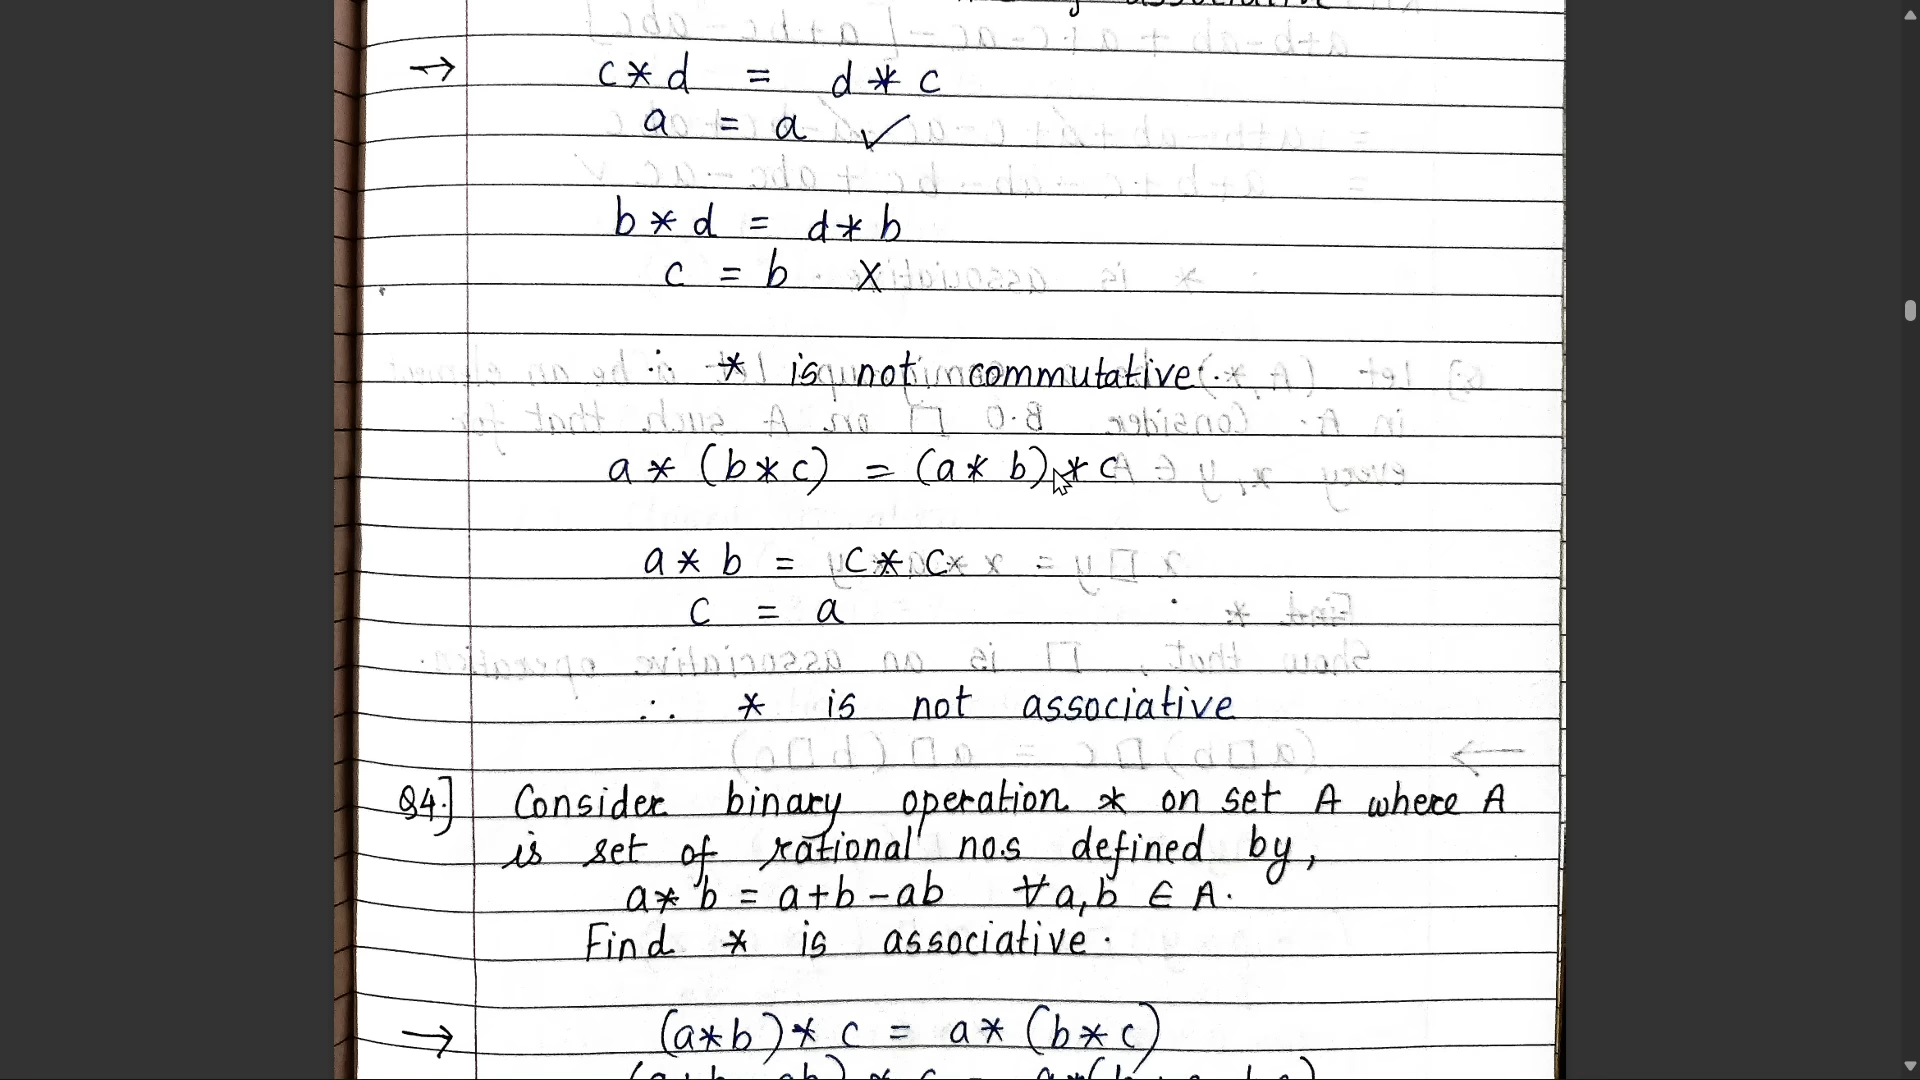 → c * d = d * c
a = a ✓
b * d = d * b
c = b X
∴ * is not commutative.
a * (b * c) = (a * b) * c
a * b = c * c
c = a
∴ * is not associative
Q4.] Consider binary operation * on set A where A
is set of rational no.s defined by,
a * b = a+b-ab ∀a,b ∈ A.
Find * is associative.
→ (a*b)* c = a* (b*c)